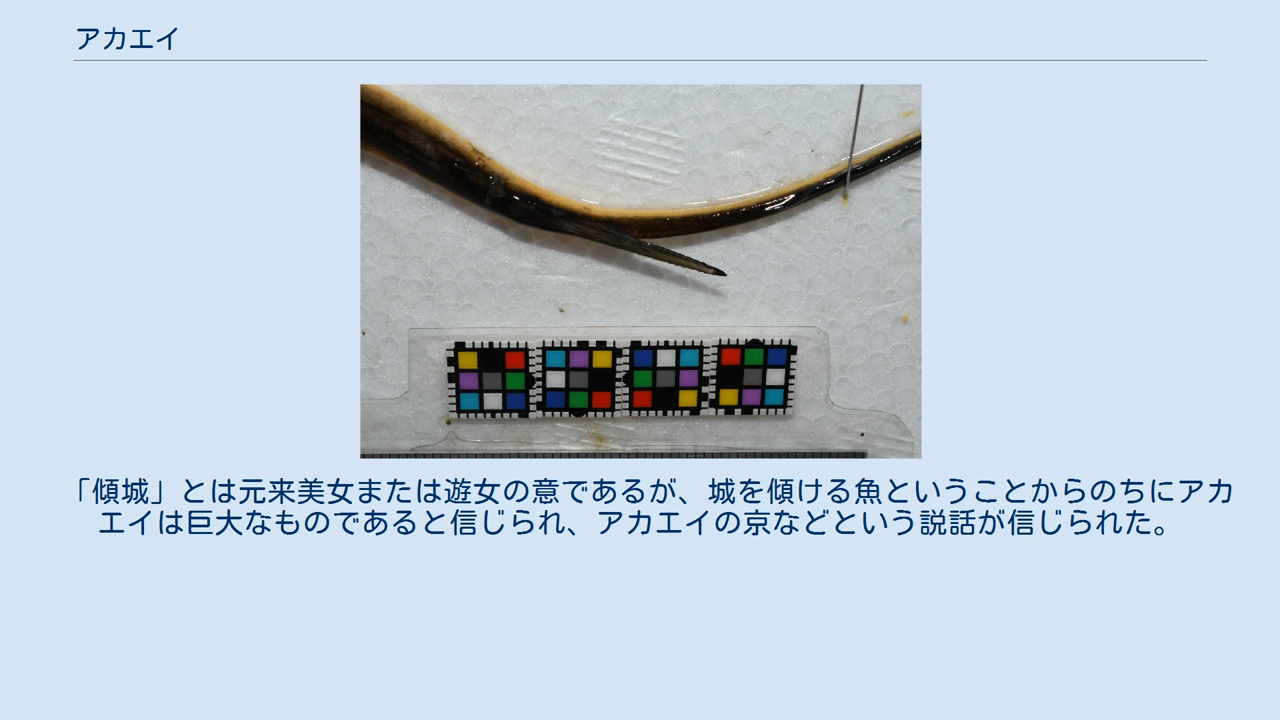 アカエイ
「傾城」とは元来美女または遊女の意であるが、城を傾ける魚ということからのちにアカ
エイは巨大なものであると信じられ、アカエイの京などという説話が信じられた。